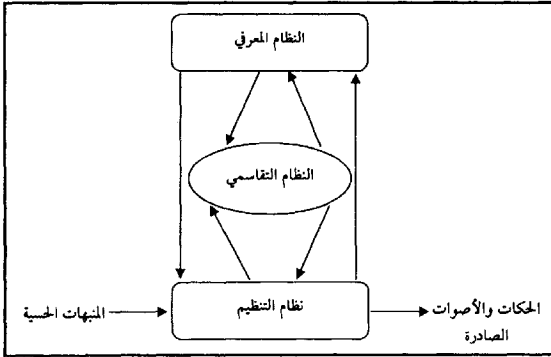 النظام المعرفي
النظام التقاسمي
نظام التنظيم
المنبهات الحسية
الحكات والأصوات
الصادرة